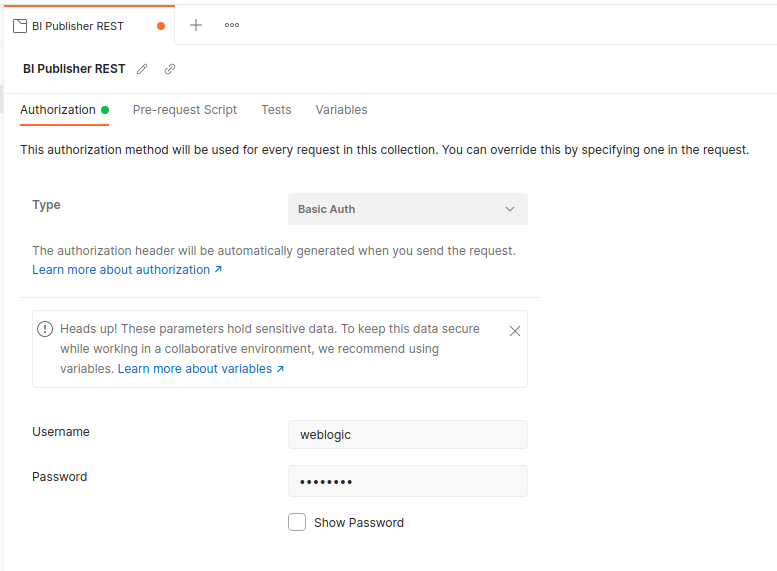 BI Publisher REST
BI Publisher REST
Authorization Pre-request Script Tests Variables
This authorization method will be used for every request in this collection. You can override this by specifying one in the request.
Type Basic Auth
The authorization header will be automatically generated when you send the request.
Learn more about authorization ↗
Heads up! These parameters hold sensitive data. To keep this data secure
while working in a collaborative environment, we recommend using
variables. Learn more about variables ↗
Username weblogic
Password ••••••••
Show Password